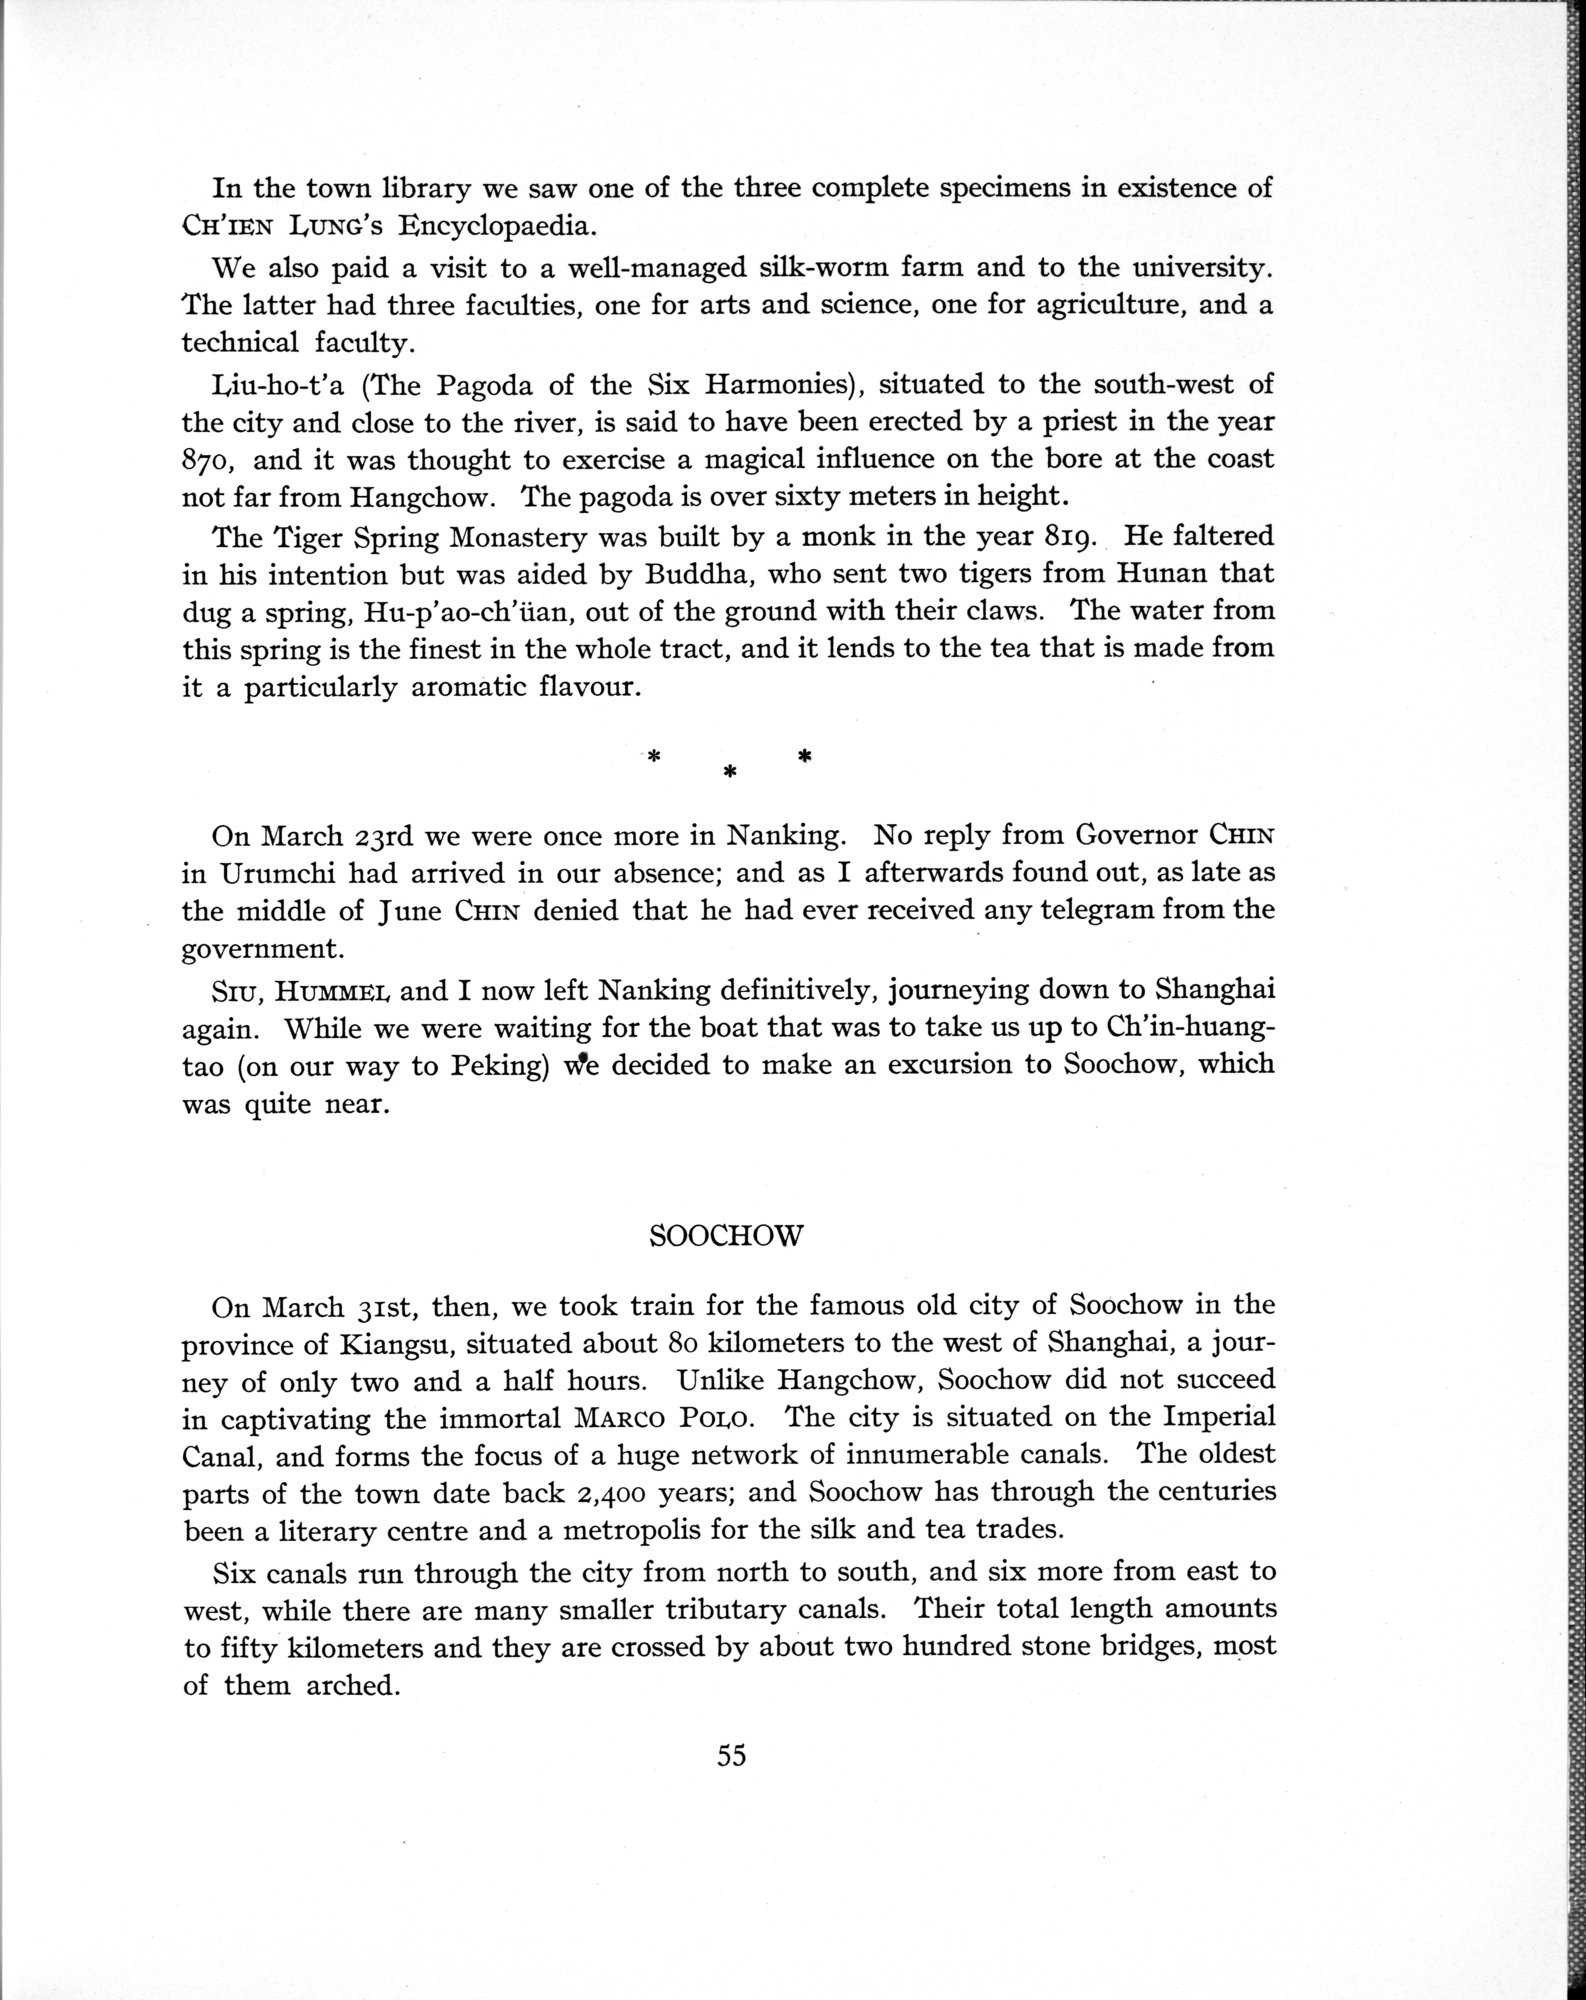 In the town library we saw one of the three complete specimens in existence of
CH'IEN LUNG's Encyclopaedia.
We also paid a visit to a well-managed silk-worm farm and to the university.
The latter had three faculties, one for arts and science, one for agriculture, and a
technical faculty.
Liu-ho-t'a (The Pagoda of the Six Harmonies), situated to the south-west of
the city and close to the river, is said to have been erected by a priest in the year
870, and it was thought to exercise a magical influence on the bore at the coast
not far from Hangchow. The pagoda is over sixty meters in height.
The Tiger Spring Monastery was built by a monk in the year 819. He faltered
in his intention but was aided by Buddha, who sent two tigers from Hunan that
dug a spring, Hu-p'ao-ch'üan, out of the ground with their claws. The water from
this spring is the finest in the whole tract, and it lends to the tea that is made from
it a particularly aromatic flavour.
* * *
On March 23rd we were once more in Nanking. No reply from Governor CHIN
in Urumchi had arrived in our absence; and as I afterwards found out, as late as
the middle of June CHIN denied that he had ever received any telegram from the
government.
SIU, HUMMEL and I now left Nanking definitively, journeying down to Shanghai
again. While we were waiting for the boat that was to take us up to Ch'in-huang-
tao (on our way to Peking) we decided to make an excursion to Soochow, which
was quite near.
SOOCHOW
On March 31st, then, we took train for the famous old city of Soochow in the
province of Kiangsu, situated about 80 kilometers to the west of Shanghai, a jour-
ney of only two and a half hours. Unlike Hangchow, Soochow did not succeed
in captivating the immortal MARCO POLO. The city is situated on the Imperial
Canal, and forms the focus of a huge network of innumerable canals. The oldest
parts of the town date back 2,400 years; and Soochow has through the centuries
been a literary centre and a metropolis for the silk and tea trades.
Six canals run through the city from north to south, and six more from east to
west, while there are many smaller tributary canals. Their total length amounts
to fifty kilometers and they are crossed by about two hundred stone bridges, most
of them arched.
55